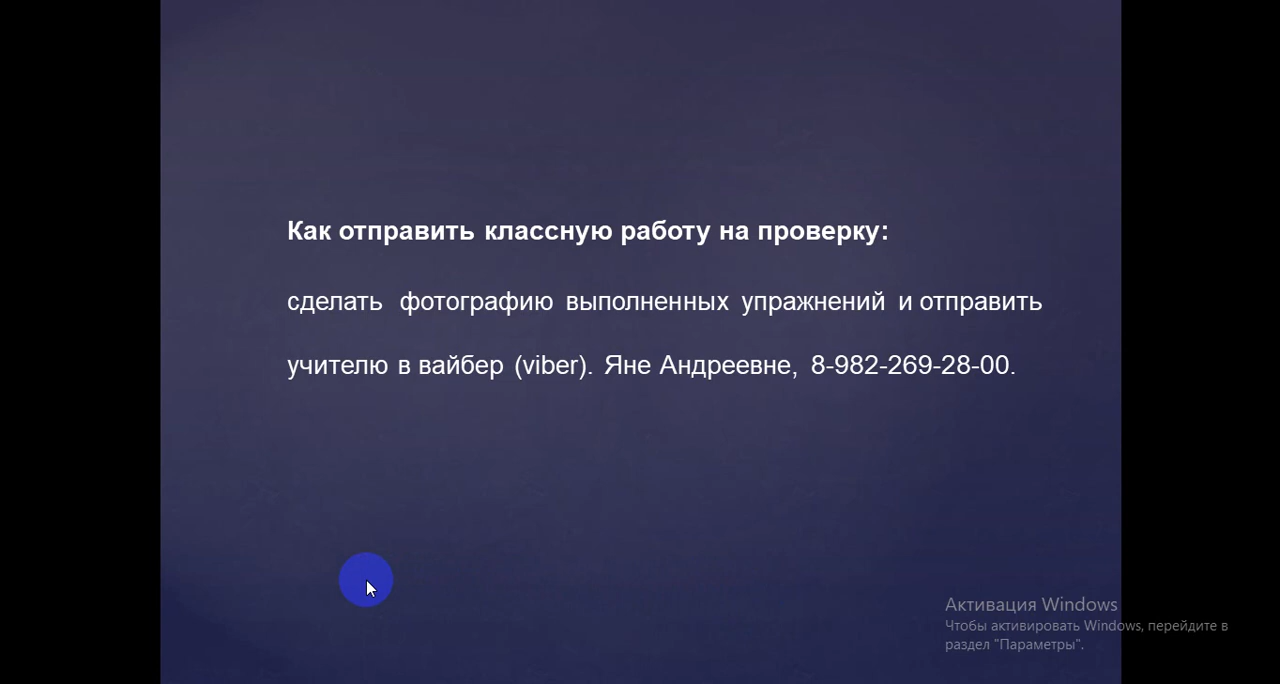 Как отправить классную работу на проверку:
сделать фотографию выполненных упражнений и отправить
учителю в вайбер (viber). Яне Андреевне, 8-982-269-28-00.
Активация Windows
Чтобы активировать Windows, перейдите в
раздел "Параметры".